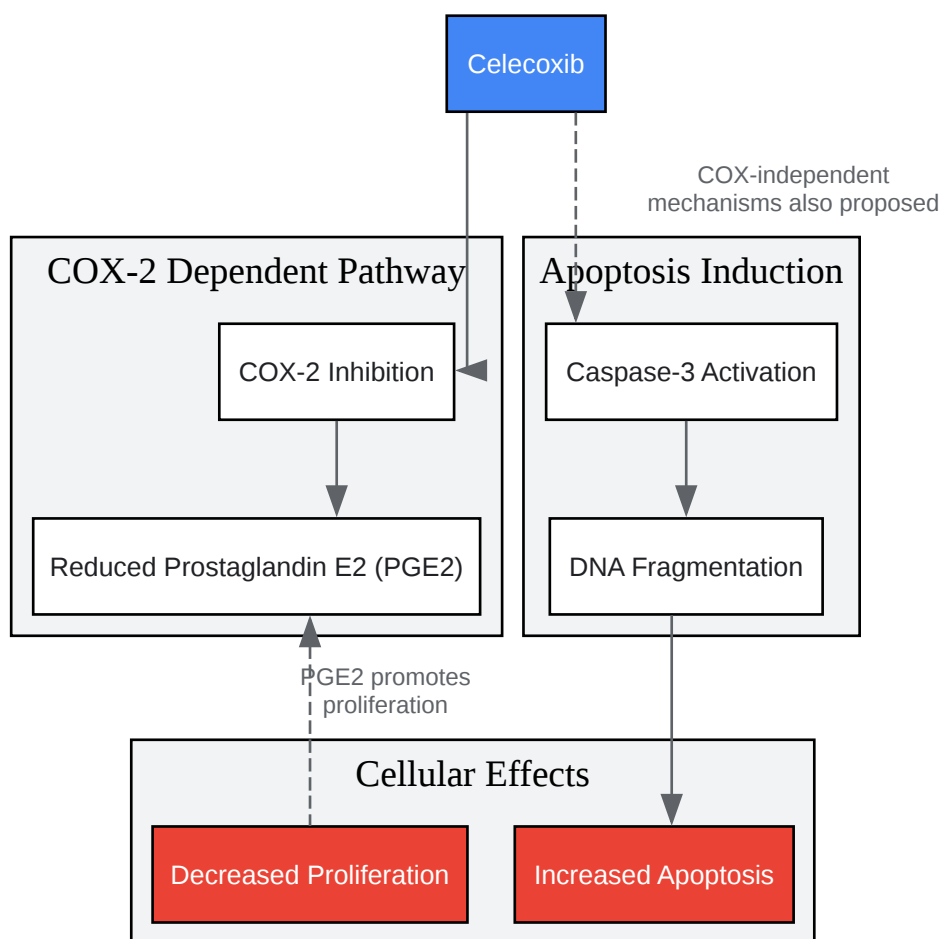 Celecoxib
COX-independent
mechanisms also proposed
COX-2 Dependent Pathway
Apoptosis Induction
COX-2 Inhibition
Caspase-3 Activation
Reduced Prostaglandin E2 (PGE2)
DNA Fragmentation
PGE2 promotes
proliferation
Cellular Effects
Decreased Proliferation
Increased Apoptosis